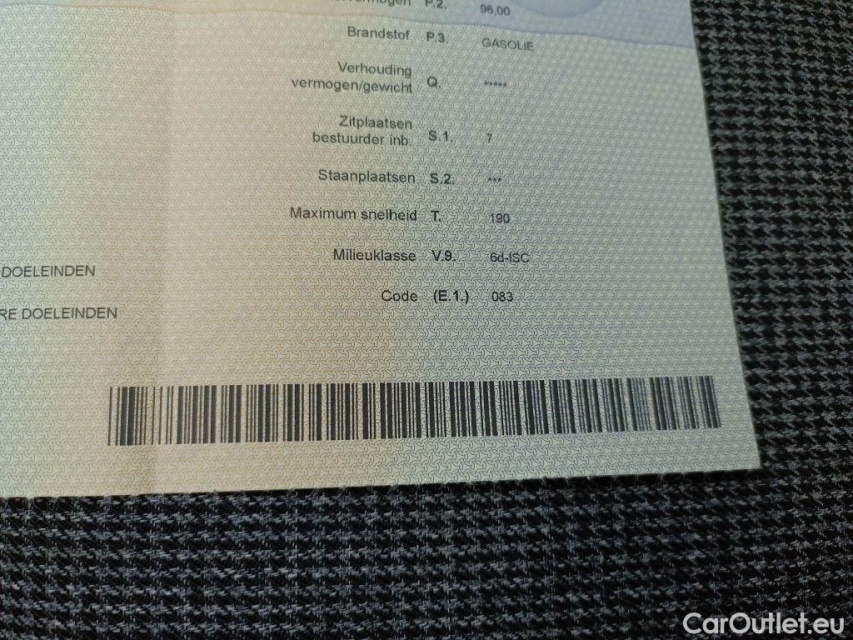 P.2. 96,00
Brandstof P.3. GASOLIE
Verhouding
vermogen/gewicht Q. *****
Zitplaatsen
bestuurder inb. S.1. 7
Staanplaatsen S.2. ***
Maximum snelheid T. 190
Milieuklasse V.9. 6d-ISC
DOELEINDEN
Code (E.1.) 083
RE DOELEINDEN
CarOutlet.eu